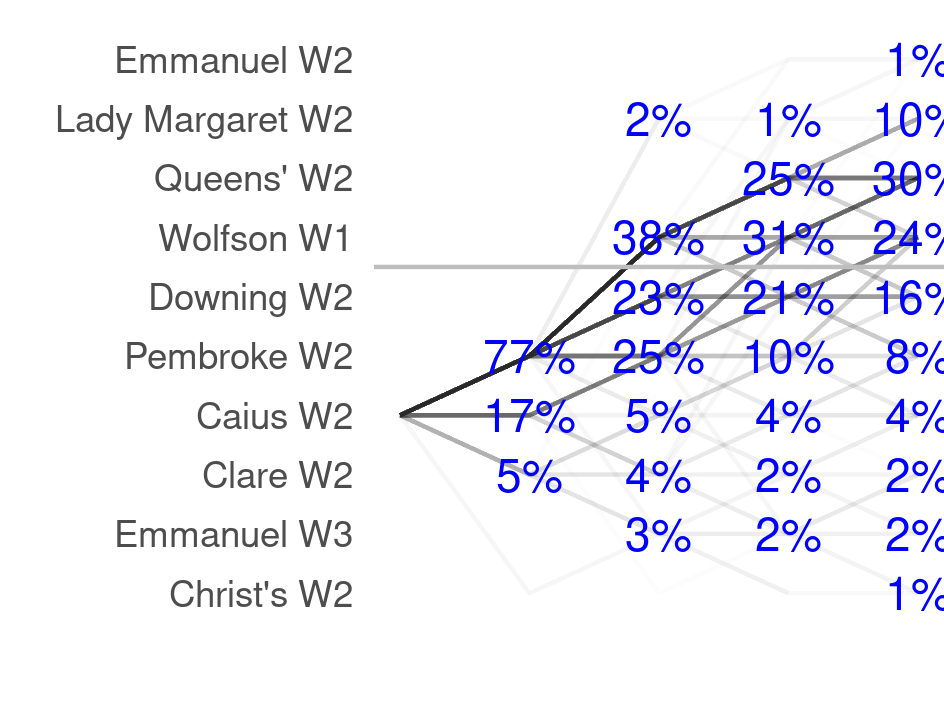 Emmanuel W2 1%
Lady Margaret W2 2% 1% 10%
Queens' W2 25% 30%
Wolfson W1 38% 31% 24%
Downing W2 23% 21% 16%
Pembroke W2 77% 25% 10% 8%
Caius W2 17% 5% 4% 4%
Clare W2 5% 4% 2% 2%
Emmanuel W3 3% 2% 2%
Christ's W2 1%